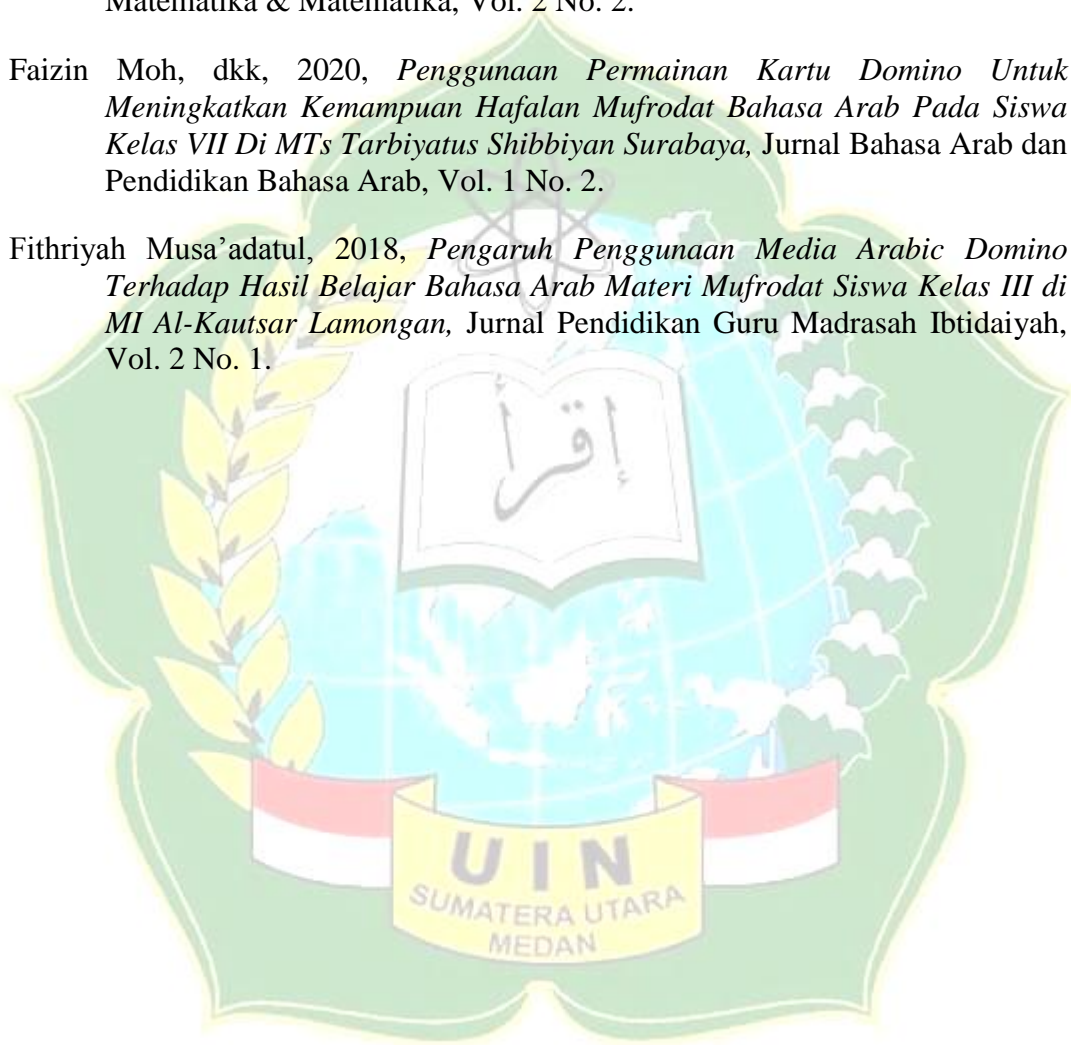 Matematika & Matematika, Vol. 2 No. 2.
Faizin Moh, dkk, 2020, Penggunaan Permainan Kartu Domino Untuk
Meningkatkan Kemampuan Hafalan Mufrodat Bahasa Arab Pada Siswa
Kelas VII Di MTs Tarbiyatus Shibbiyan Surabaya, Jurnal Bahasa Arab dan
Pendidikan Bahasa Arab, Vol. 1 No. 2.
Fithriyah Musa’adatul, 2018, Pengaruh Penggunaan Media Arabic Domino
Terhadap Hasil Belajar Bahasa Arab Materi Mufrodat Siswa Kelas III di
MI Al-Kautsar Lamongan, Jurnal Pendidikan Guru Madrasah Ibtidaiyah,
Vol. 2 No. 1.
إقرأ
UIN
SUMATERA UTARA
MEDAN